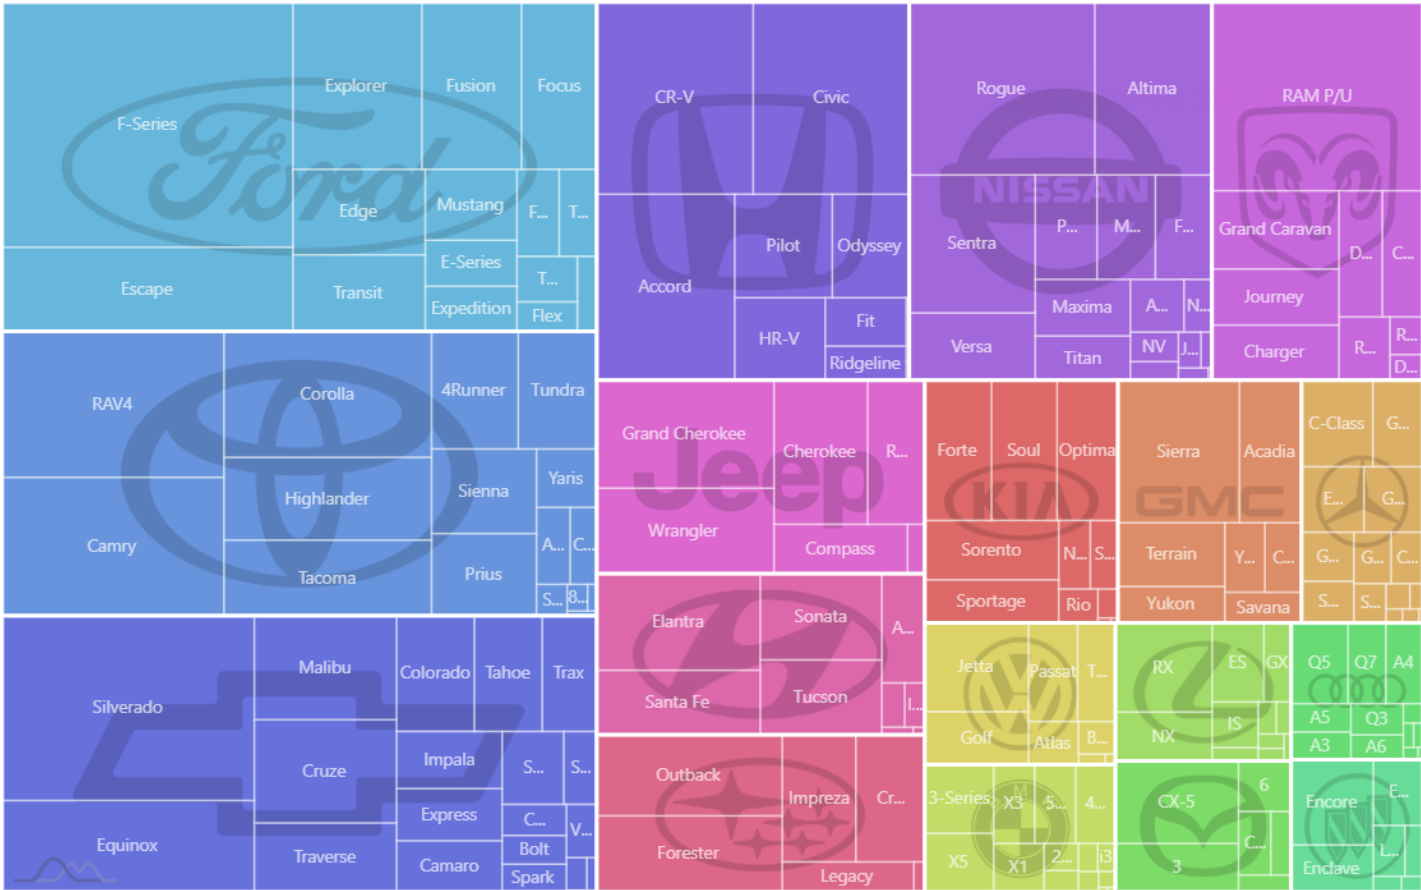 F-Series
Explorer
Fusion
Focus
Edge
Mustang
F...
T...
Escape
Transit
E-Series
Expedition
T...
Flex
Ford
RAV4
Corolla
4Runner
Tundra
Camry
Highlander
Tacoma
Sienna
Prius
Yaris
A...
C...
S...
8...
Silverado
Malibu
Colorado
Tahoe
Trax
Equinox
Cruze
Traverse
Impala
Express
Camaro
S...
S...
C...
V...
Bolt
Spark
CR-V
Civic
Accord
Pilot
Odyssey
HR-V
Fit
Ridgeline
Rogue
Altima
NISSAN
Sentra
P...
M...
F...
Versa
Maxima
A...
N...
Titan
NV
J...
RAM P/U
Grand Caravan
D...
C...
Journey
Charger
R...
R...
D...
Grand Cherokee
Cherokee
R...
Jeep
Wrangler
Compass
Elantra
Sonata
A...
Santa Fe
Tucson
I...
Outback
Impreza
Cr...
Forester
Legacy
Forte
Soul
Optima
KIA
Sorento
N...
S...
Sportage
Rio
Sierra
Acadia
GMC
Terrain
Y...
C...
Yukon
Savana
C-Class
G...
E...
G...
G...
G...
C...
S...
S...
Jetta
Passat
T...
Golf
Atlas
B...
RX
ES
GX
NX
IS
Q5
Q7
A4
A5
Q3
A3
A6
3-Series
X3
5...
4...
X5
X1
2...
i3
M
CX-5
6
3
C...
Encore
E...
Enclave
L...